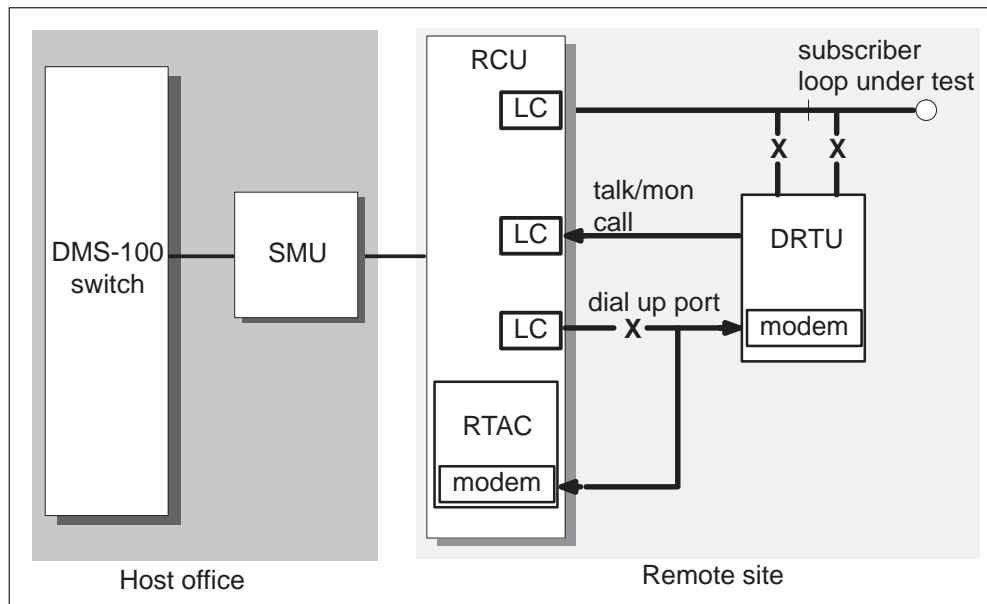 RCU
subscriber
loop under test
LC
X
X
talk/mon
call
DMS-100
switch
SMU
LC
DRTU
dial up port
LC
X
modem
RTAC
modem
Host office
Remote site